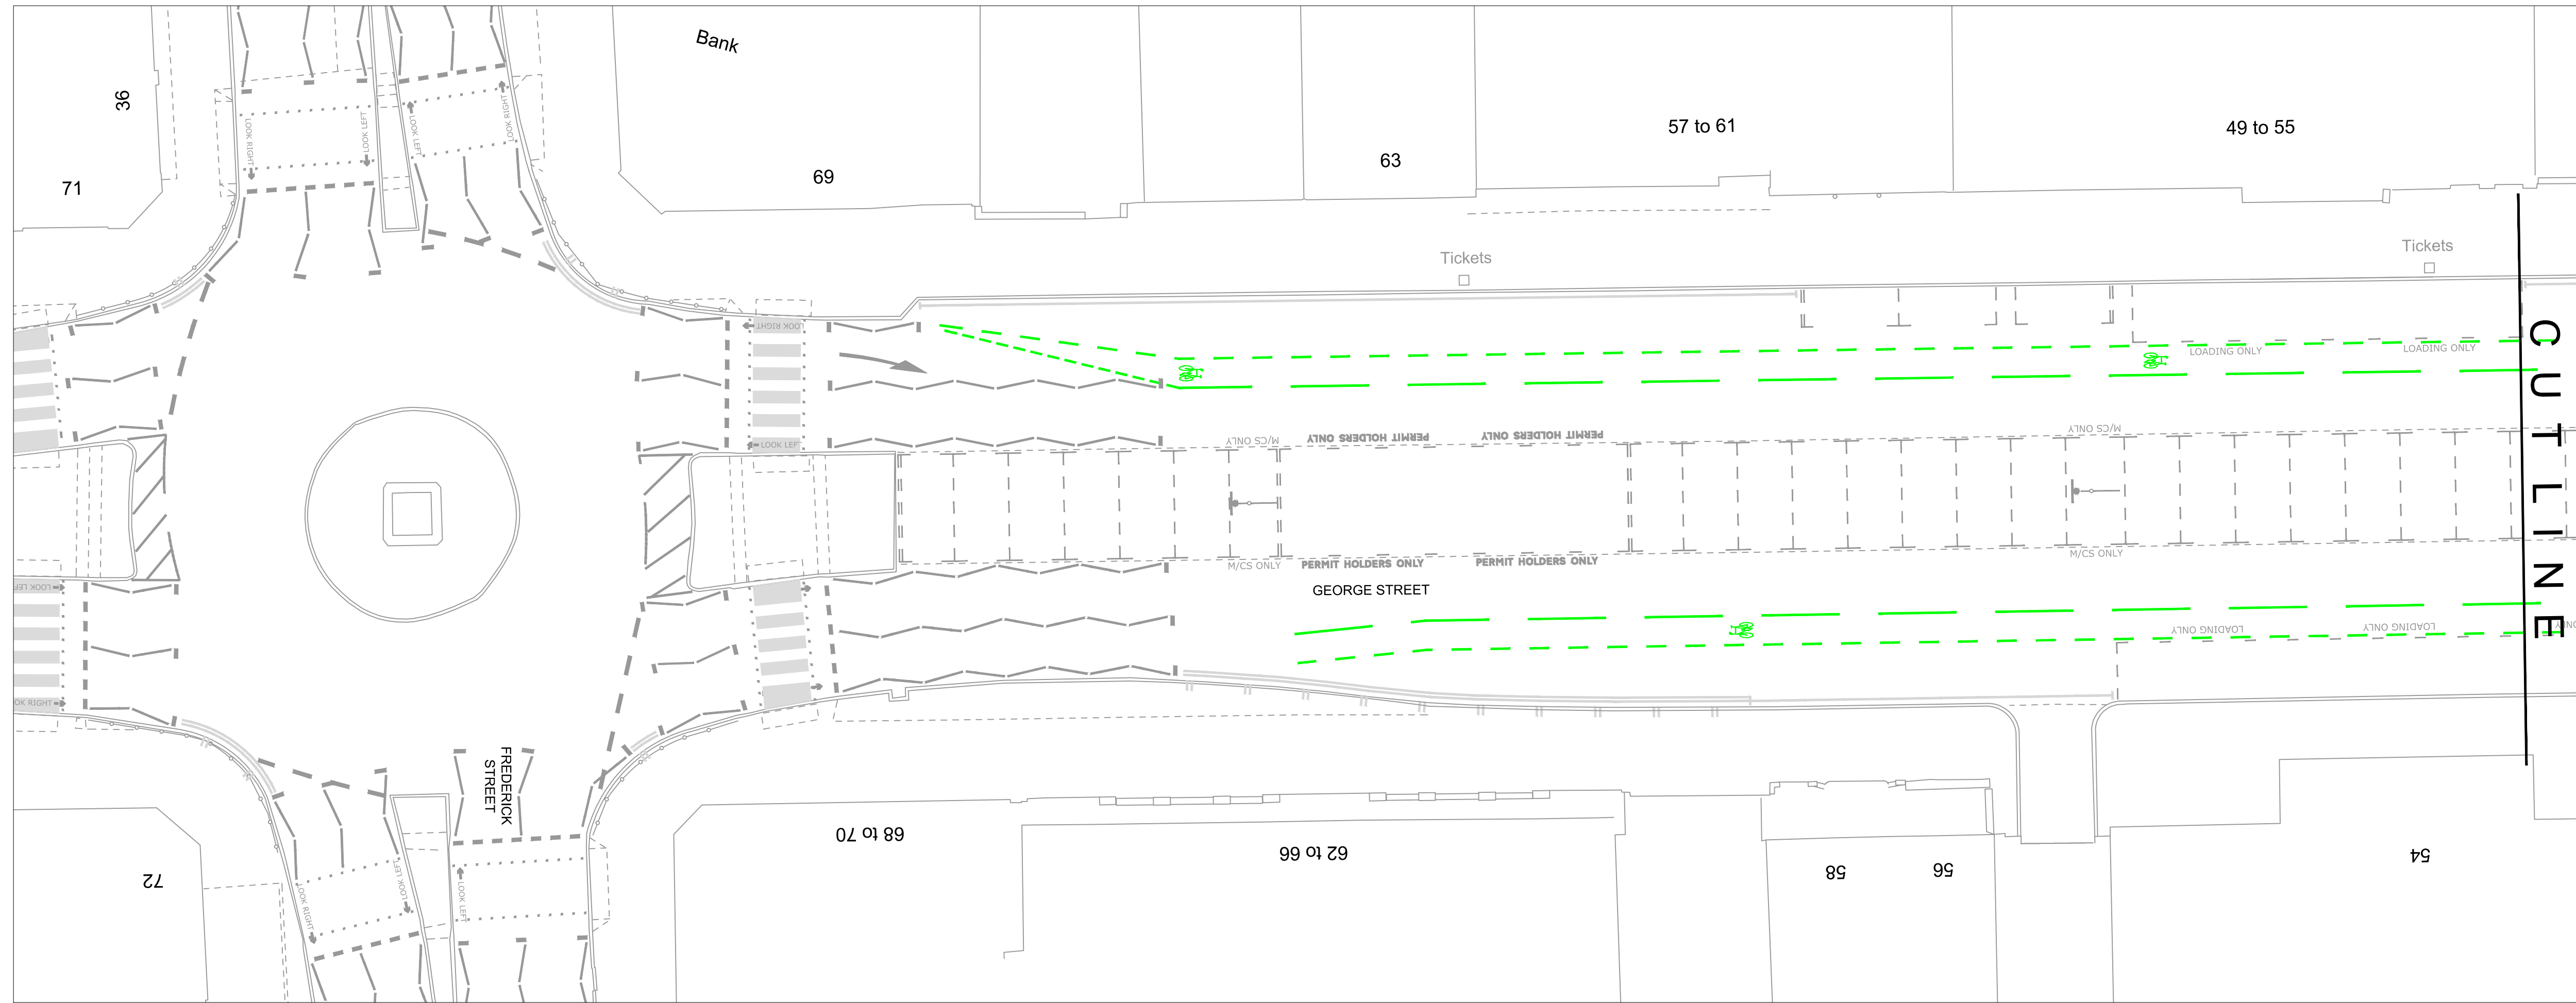 Bank
36
57 to 61
49 to 55
63
71
69
LOOK RIGHT
LOOK LEFT
LOOK LEFT
LOOK RIGHT
Tickets
Tickets
LOOK RIGHT
LOADING ONLY
LOADING ONLY
CUTLINE
LOOK LEFT
M/CS ONLY
PERMIT HOLDERS ONLY
PERMIT HOLDERS ONLY
M/CS ONLY
M/CS ONLY
PERMIT HOLDERS ONLY
PERMIT HOLDERS ONLY
M/CS ONLY
GEORGE STREET
LOOK LEFT
LOADING ONLY
LOADING ONLY
ONLY
OK RIGHT
FREDERICK
STREET
68 to 70
62 to 66
58
56
54
72
LOOK RIGHT
LOOK LEFT
LOOK LEFT